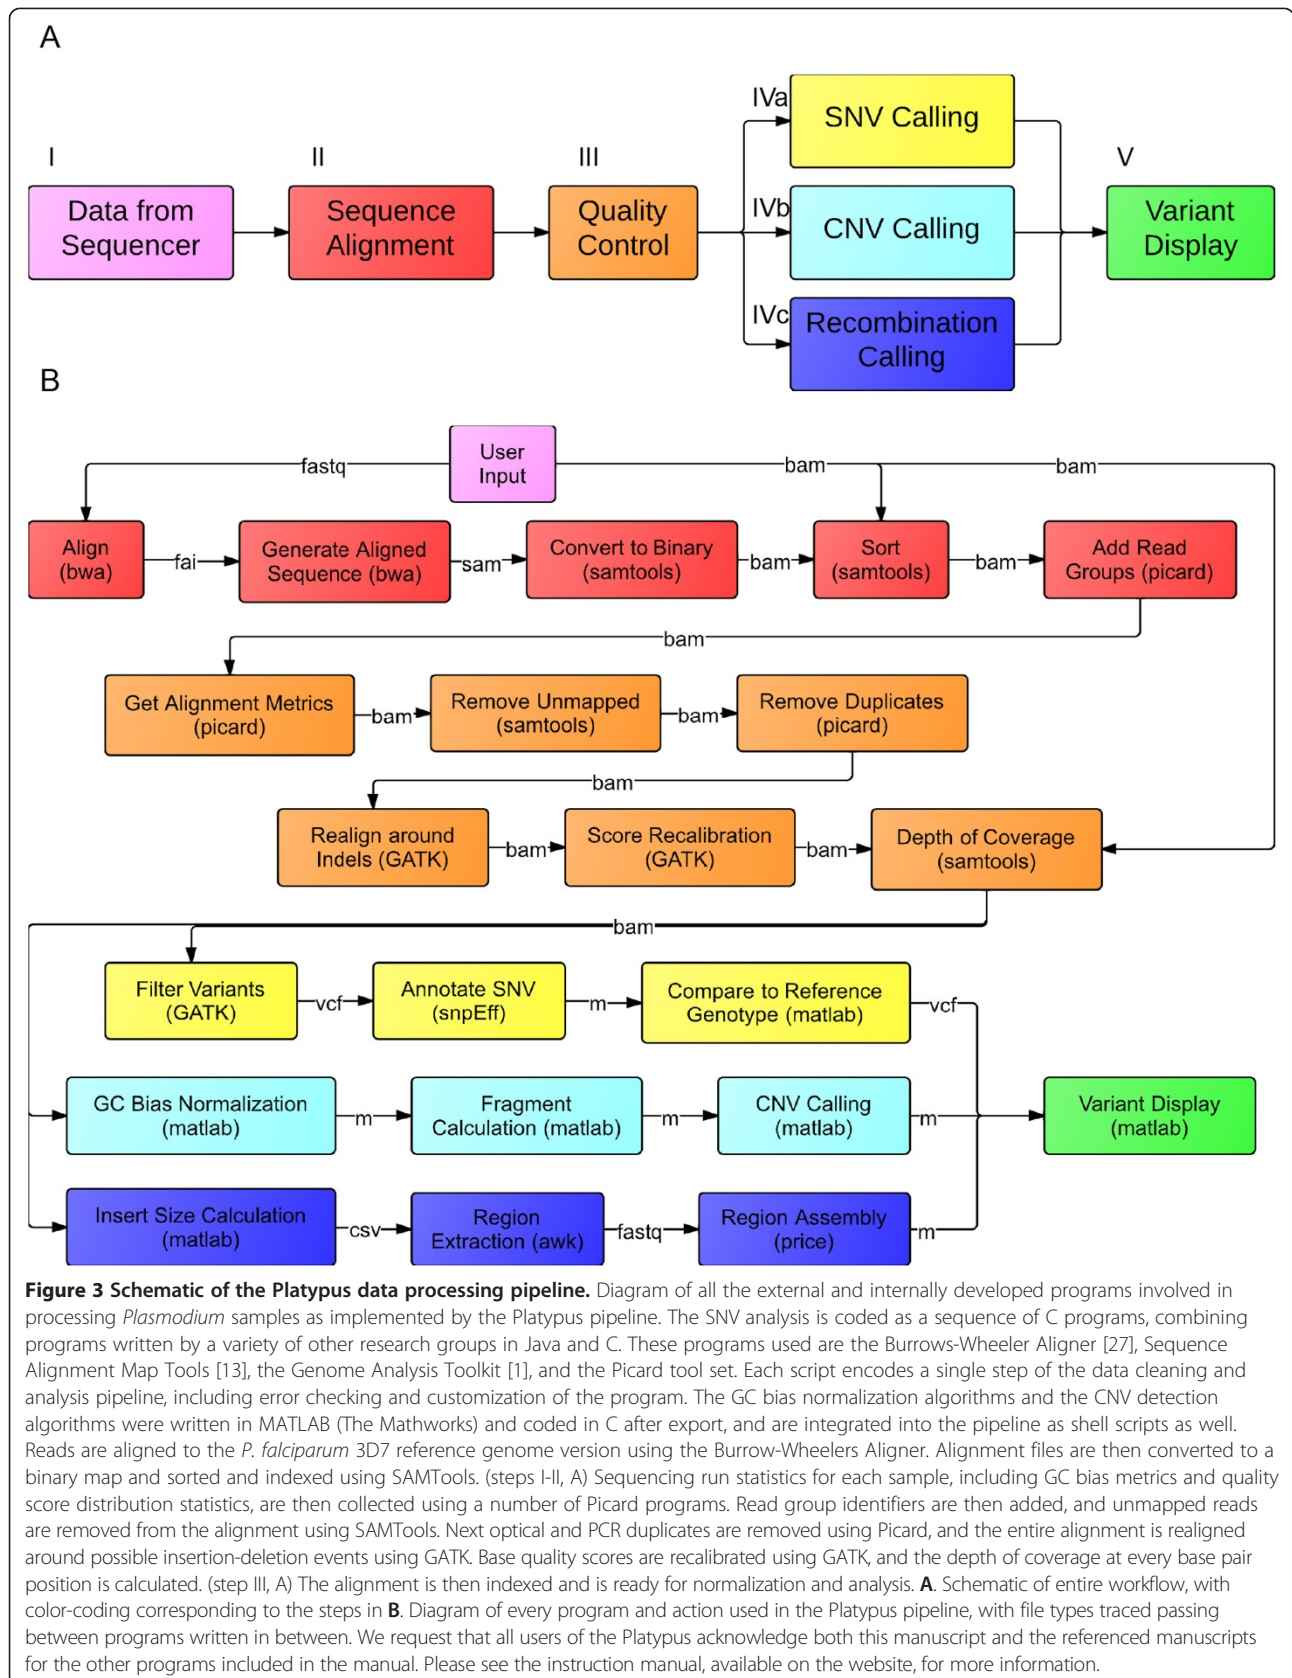 A
I
II
III
IVa
IVb
IVc
V
Data from
Sequencer
Sequence
Alignment
Quality
Control
SNV Calling
CNV Calling
Recombination
Calling
Variant
Display
B
User
Input
fastq
bam
bam
Align
(bwa)
fai
Generate Aligned
Sequence (bwa)
sam
Convert to Binary
(samtools)
bam
Sort
(samtools)
bam
Add Read
Groups (picard)
bam
Get Alignment Metrics
(picard)
bam
Remove Unmapped
(samtools)
bam
Remove Duplicates
(picard)
bam
Realign around
Indels (GATK)
bam
Score Recalibration
(GATK)
bam
Depth of Coverage
(samtools)
bam
Filter Variants
(GATK)
vcf
Annotate SNV
(snpEff)
m
Compare to Reference
Genotype (matlab)
vcf
GC Bias Normalization
(matlab)
m
Fragment
Calculation (matlab)
m
CNV Calling
(matlab)
m
Variant Display
(matlab)
Insert Size Calculation
(matlab)
csv
Region
Extraction (awk)
fastq
Region Assembly
(price)
m
Figure 3 Schematic of the Platypus data processing pipeline. Diagram of all the external and internally developed programs involved in
processing Plasmodium samples as implemented by the Platypus pipeline. The SNV analysis is coded as a sequence of C programs, combining
programs written by a variety of other research groups in Java and C. These programs used are the Burrows-Wheeler Aligner [27], Sequence
Alignment Map Tools [13], the Genome Analysis Toolkit [1], and the Picard tool set. Each script encodes a single step of the data cleaning and
analysis pipeline, including error checking and customization of the program. The GC bias normalization algorithms and the CNV detection
algorithms were written in MATLAB (The Mathworks) and coded in C after export, and are integrated into the pipeline as shell scripts as well.
Reads are aligned to the P. falciparum 3D7 reference genome version using the Burrow-Wheelers Aligner. Alignment files are then converted to a
binary map and sorted and indexed using SAMTools. (steps I-II, A) Sequencing run statistics for each sample, including GC bias metrics and quality
score distribution statistics, are then collected using a number of Picard programs. Read group identifiers are then added, and unmapped reads
are removed from the alignment using SAMTools. Next optical and PCR duplicates are removed using Picard, and the entire alignment is realigned
around possible insertion-deletion events using GATK. Base quality scores are recalibrated using GATK, and the depth of coverage at every base pair
position is calculated. (step III, A) The alignment is then indexed and is ready for normalization and analysis. A. Schematic of entire workflow, with
color-coding corresponding to the steps in B. Diagram of every program and action used in the Platypus pipeline, with file types traced passing
between programs written in between. We request that all users of the Platypus acknowledge both this manuscript and the referenced manuscripts
for the other programs included in the manual. Please see the instruction manual, available on the website, for more information.